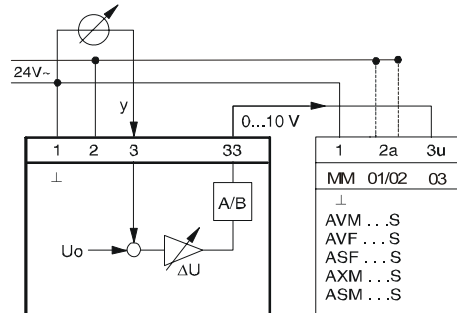 24V~
y
0...10 V
1 2 3 33
1 2a 3u
⊥
MM 01/02 03
A/B
⊥
AVM ...S
AVF ...S
Uo
ASF ...S
ΔU
AXM ...S
ASM ...S